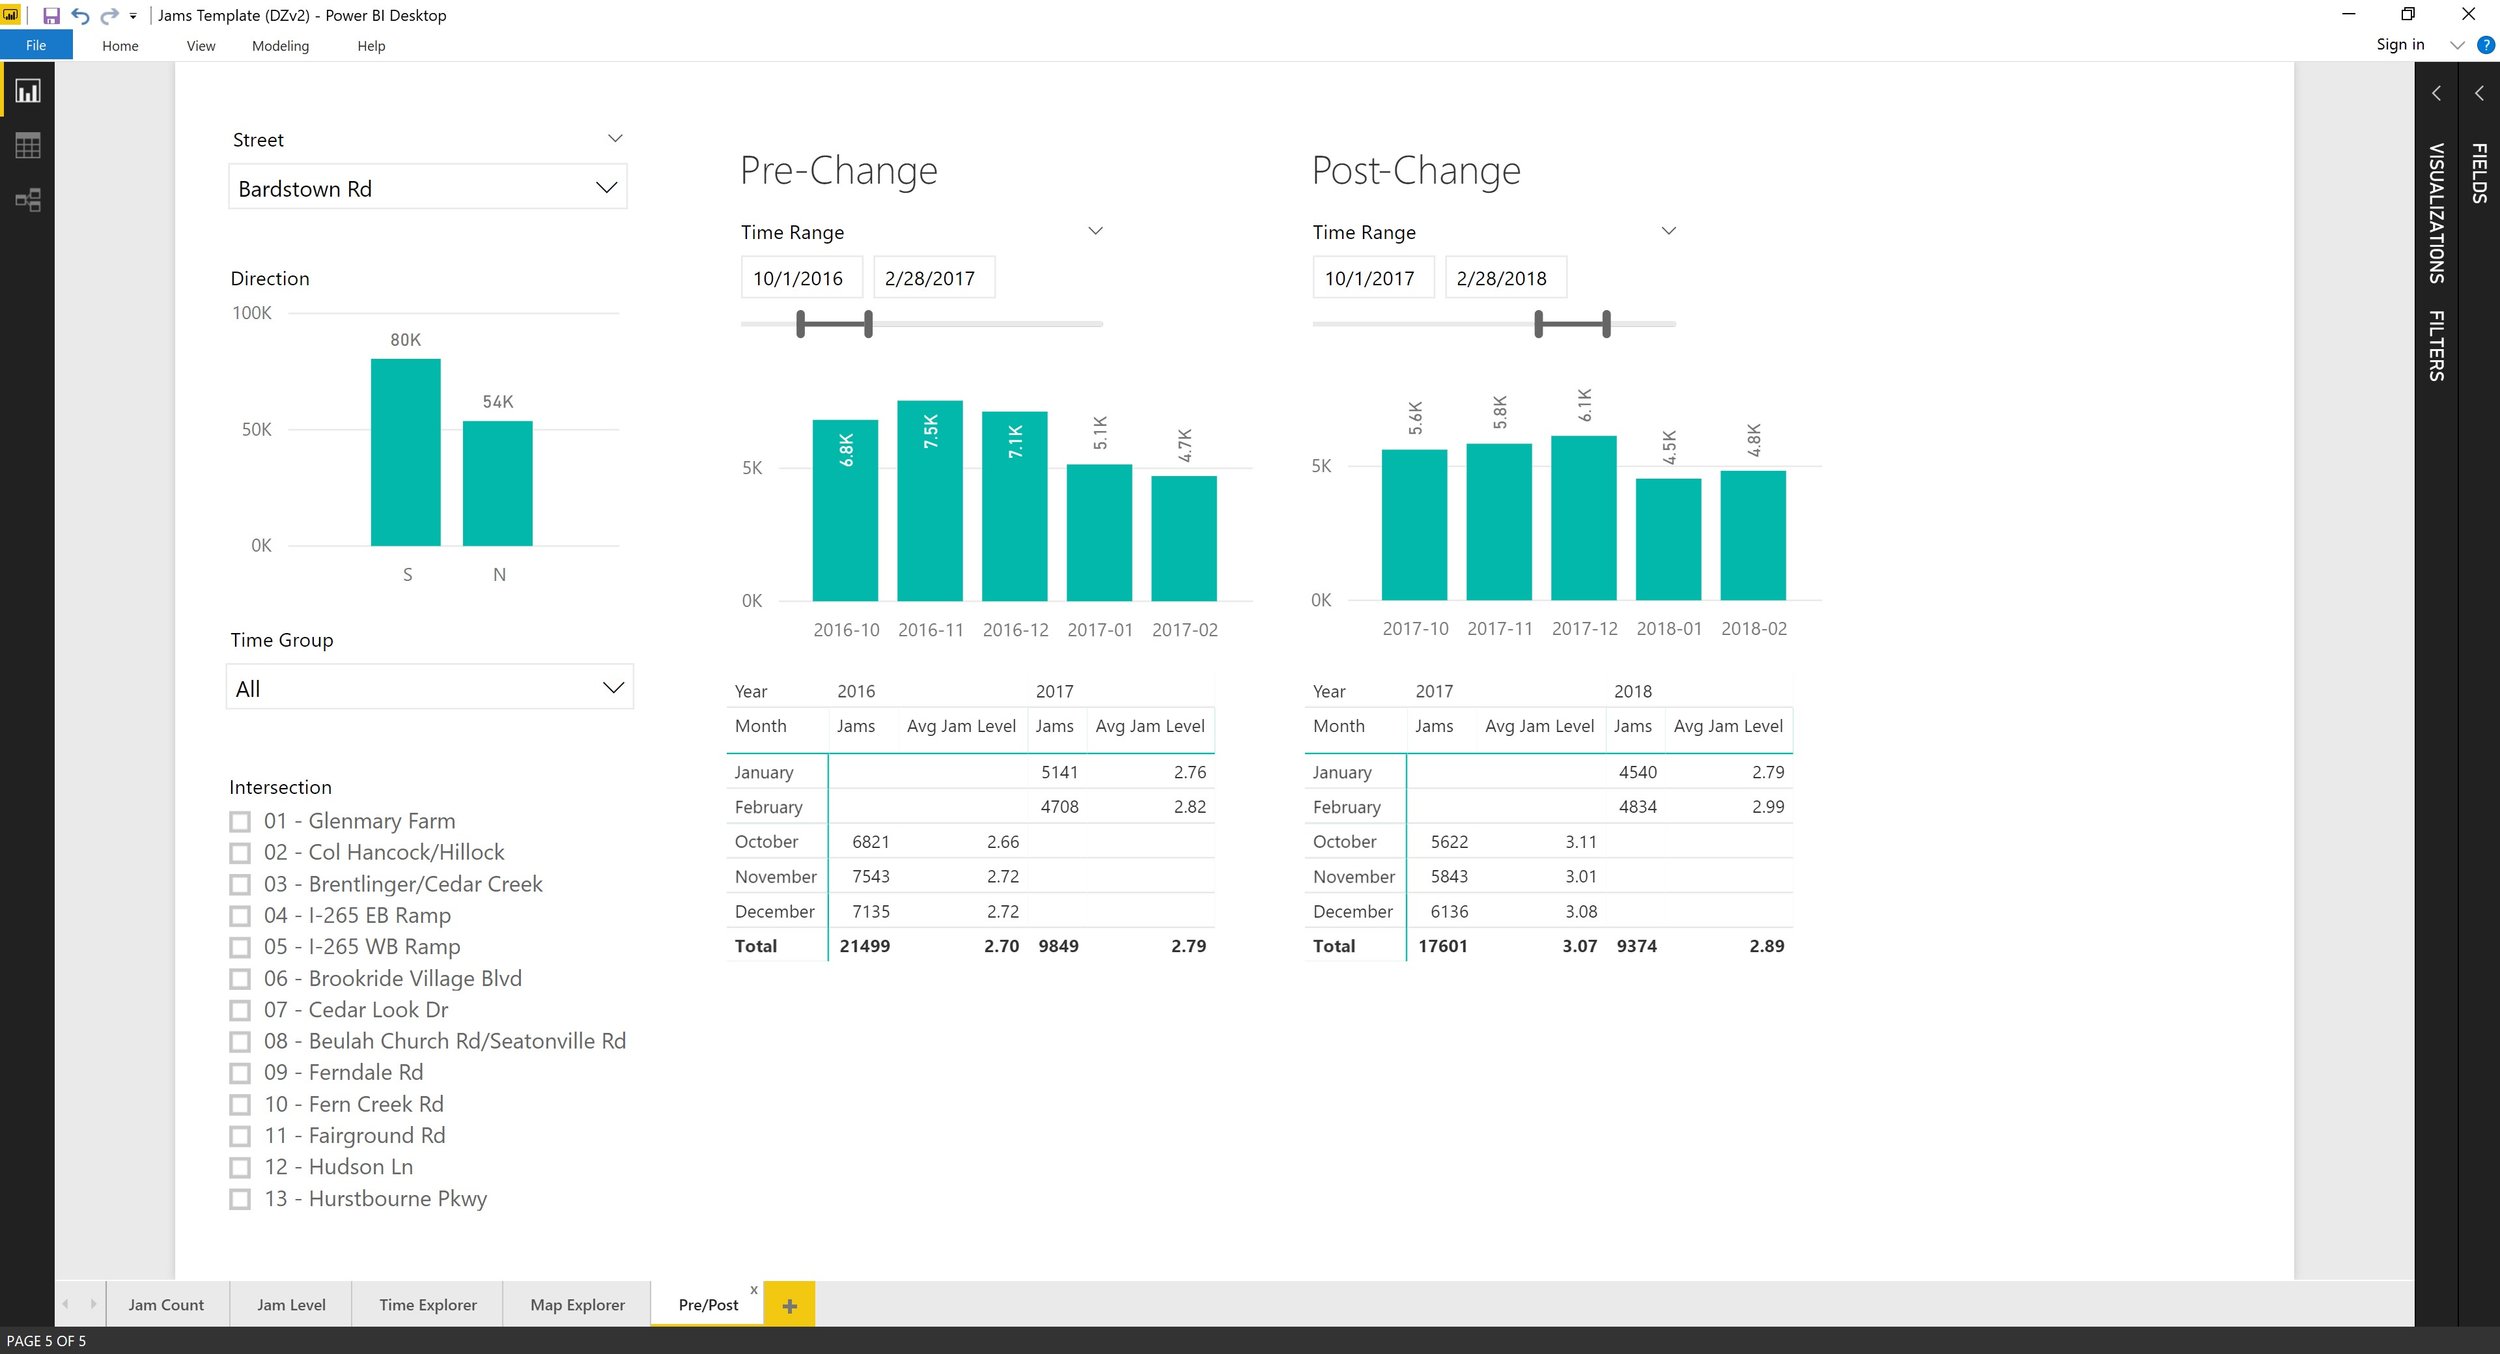 Jams Template (DZv2) - Power BI Desktop
File Home View Modeling Help
Sign in ?
Street
Bardstown Rd
Direction
100K
80K
54K
50K
0K
S N
Time Group
All
Intersection
01 - Glenmary Farm
02 - Col Hancock/Hillock
03 - Brentlinger/Cedar Creek
04 - I-265 EB Ramp
05 - I-265 WB Ramp
06 - Brookride Village Blvd
07 - Cedar Look Dr
08 - Beulah Church Rd/Seatonville Rd
09 - Ferndale Rd
10 - Fern Creek Rd
11 - Fairground Rd
12 - Hudson Ln
13 - Hurstbourne Pkwy
Pre-Change
Time Range
10/1/2016 2/28/2017
6.8K 7.5K 7.1K 5.1K 4.7K
5K
0K
2016-10 2016-11 2016-12 2017-01 2017-02
Year 2016 2017
Month Jams Avg Jam Level Jams Avg Jam Level
January 5141 2.76
February 4708 2.82
October 6821 2.66
November 7543 2.72
December 7135 2.72
Total 21499 2.70 9849 2.79
Post-Change
Time Range
10/1/2017 2/28/2018
5.6K 5.8K 6.1K 4.5K 4.8K
5K
0K
2017-10 2017-11 2017-12 2018-01 2018-02
Year 2017 2018
Month Jams Avg Jam Level Jams Avg Jam Level
January 4540 2.79
February 4834 2.99
October 5622 3.11
November 5843 3.01
December 6136 3.08
Total 17601 3.07 9374 2.89
VISUALIZATIONS
FILTERS
FIELDS
Jam Count Jam Level Time Explorer Map Explorer Pre/Post x +
PAGE 5 OF 5